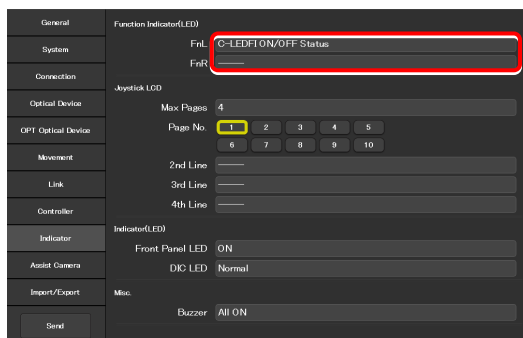 General
System
Connection
Optical Device
OPT Optical Device
Movement
Link
Controller
Indicator
Assist Camera
Import/Export
Send
Function Indicator(LED)
FnL C-LEDFI ON/OFF Status
FnR -----
Joystick LCD
Max Pages 4
Page No. 1 2 3 4 5
6 7 8 9 10
2nd Line -----
3rd Line -----
4th Line -----
Indicator(LED)
Front Panel LED ON
DIC LED Normal
Misc.
Buzzer All ON